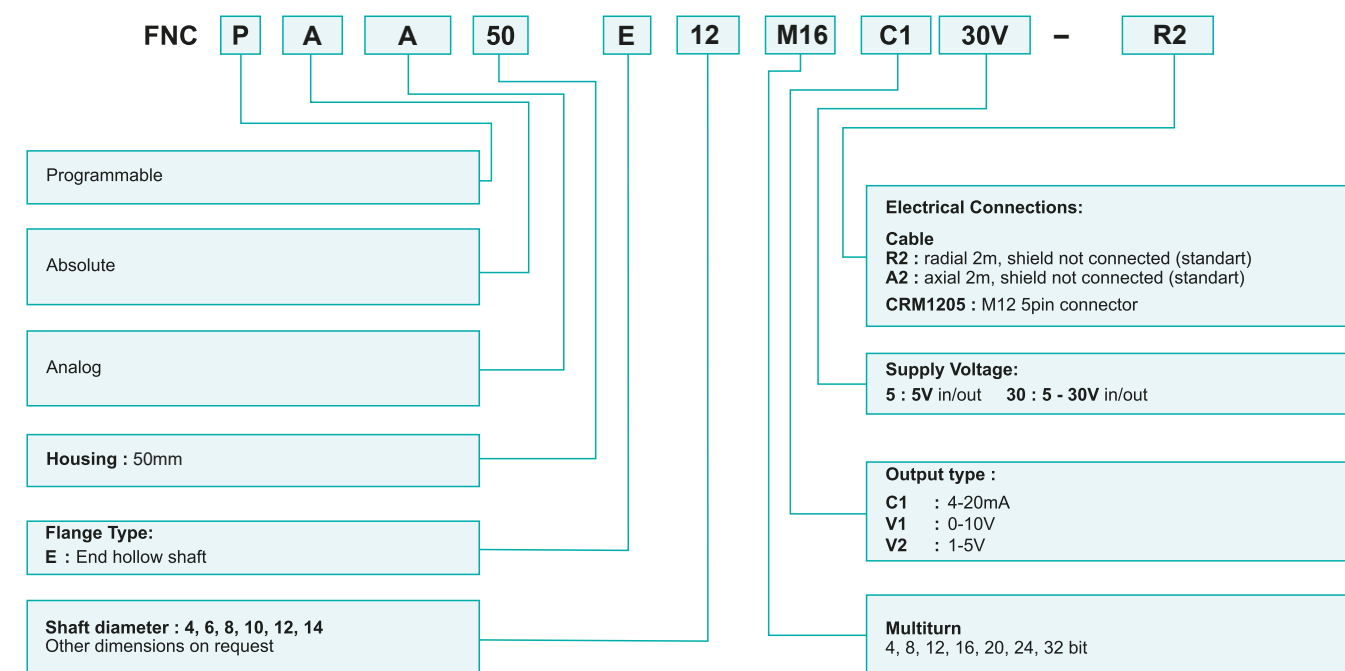 FNC P A A 50 E 12 M16 C1 30V – R2
Programmable
Absolute
Analog
Housing : 50mm
Flange Type:
E : End hollow shaft
Shaft diameter : 4, 6, 8, 10, 12, 14
Other dimensions on request
Electrical Connections:
Cable
R2 : radial 2m, shield not connected (standart)
A2 : axial 2m, shield not connected (standart)
CRM1205 : M12 5pin connector
Supply Voltage:
5 : 5V in/out 30 : 5 - 30V in/out
Output type :
C1 : 4-20mA
V1 : 0-10V
V2 : 1-5V
Multiturn
4, 8, 12, 16, 20, 24, 32 bit